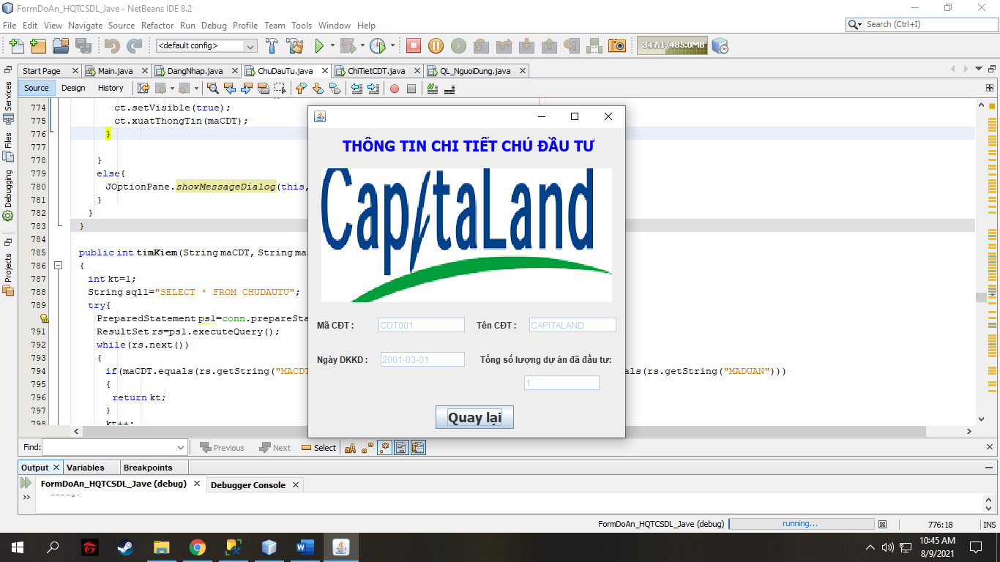 FormDoAn_HQTCSDL_Jave - NetBeans IDE 8.2
File Edit View Navigate Source Refactor Run Debug Profile Team Tools Window Help
Search (Ctrl+I)
<default config>
347.1/485.0MB
Start Page Main.java DangNhap.java ChuDauTu.java ChiTietCDT.java QL_NguoiDung.java
Source Design History
Services
Files
Debugging
Projects
774 ct.setVisible(true);
775 ct.xuatThongTin(maCDT);
776 }
777
778 }
779 else{
780 JOptionPane.showMessageDialog(this,
781 }
782 }
783 }
784
785 public int timKiem(String maCDT, String ma
786 {
787 int kt=1;
788 String sql1="SELECT * FROM CHUDAUTU";
789 try{
PreparedStatement ps1=conn.prepareSta
791 ResultSet rs=ps1.executeQuery();
792 while(rs.next())
793 {
794 if(maCDT.equals(rs.getString("MACDT als(rs.getString("MADUAN")))
795 {
796 return kt;
797 }
798 kt++;
THÔNG TIN CHI TIẾT CHÚ ĐẦU TƯ
CapitaLand
Mã CĐT : CDT001 Tên CĐT : CAPITALAND
Ngày DKKD : 2001-03-01 Tổng số lượng dự án đã đầu tư:
1
Quay lại
Find: Previous Next Select
Output Variables Breakpoints
FormDoAn_HQTCSDL_Jave (debug) Debugger Console
FormDoAn_HQTCSDL_Jave (debug) running... 776:18 INS
10:45 AM
8/9/2021